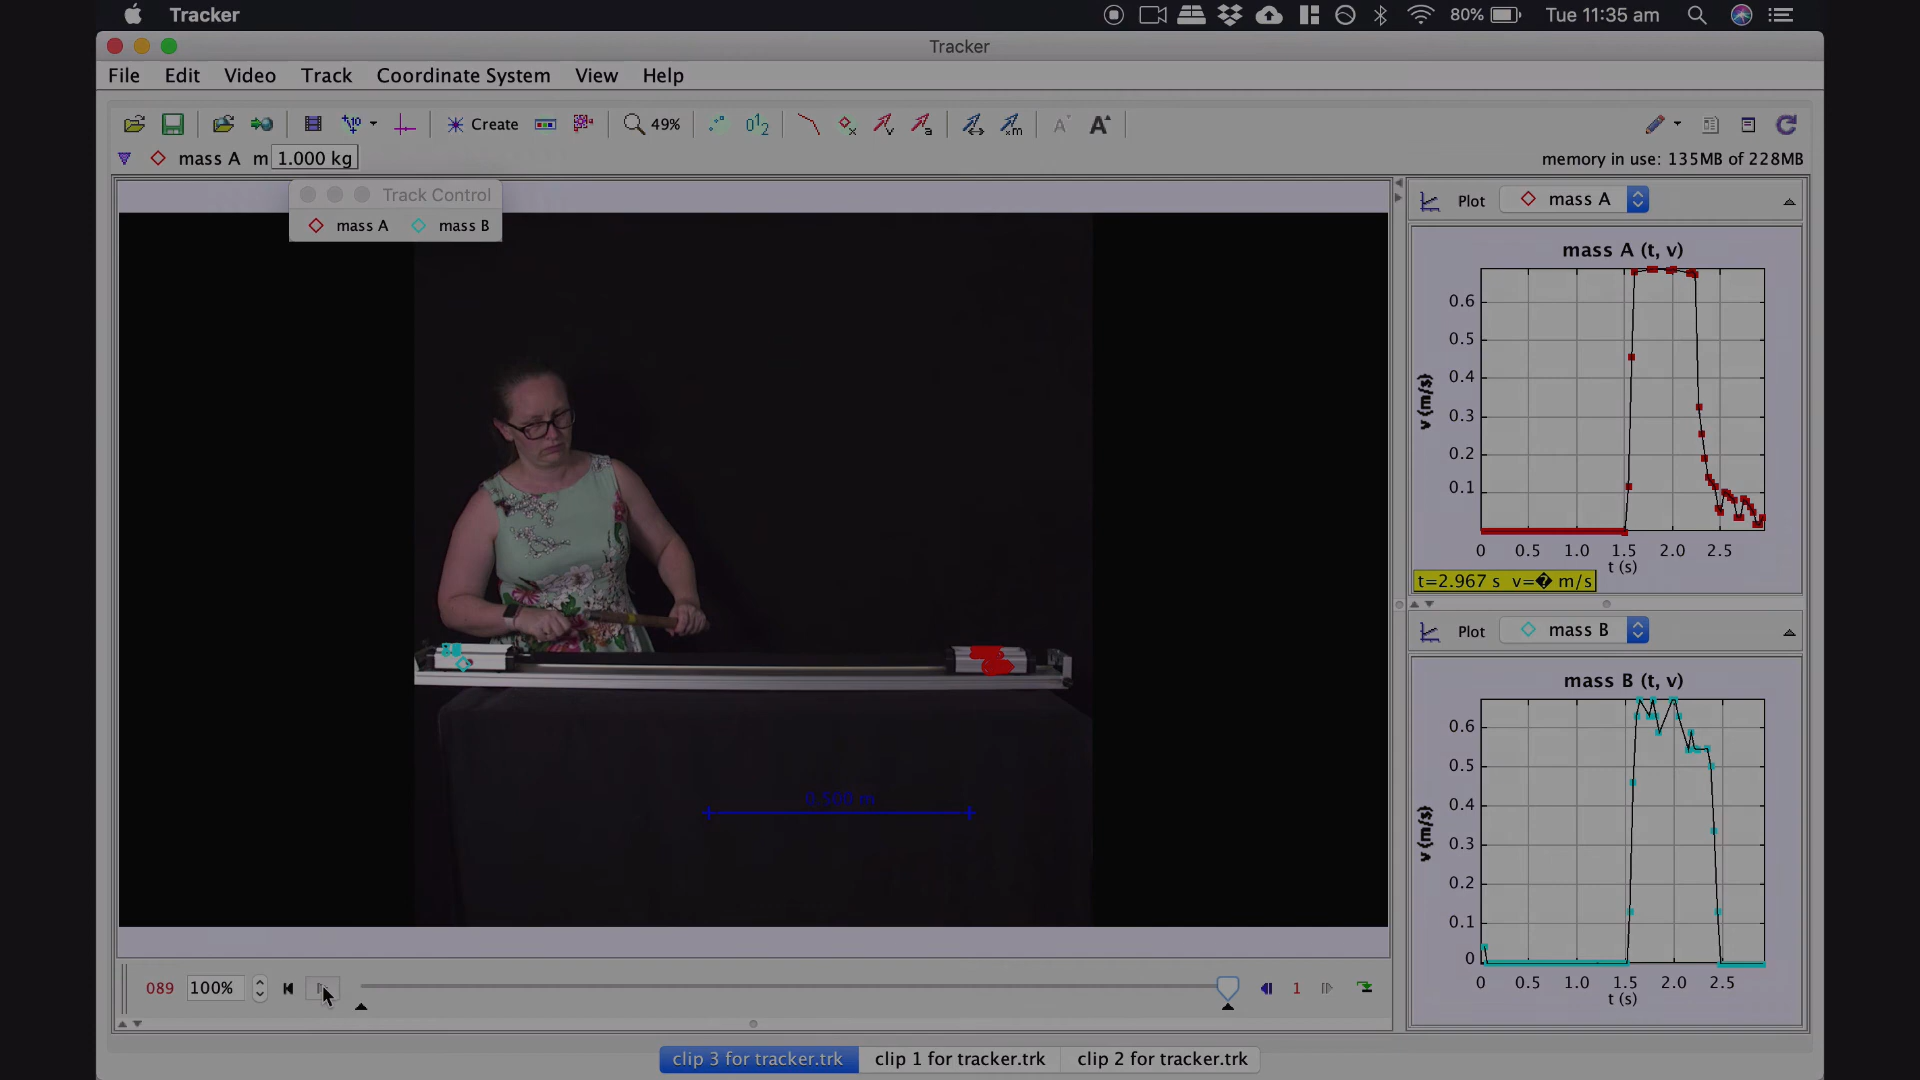 Tracker 80% Tue 11:35 am
Tracker
File Edit Video Track Coordinate System View Help
Create 49%
mass A m 1.000 kg memory in use: 135MB of 228MB
Track Control
mass A mass B
Plot mass A
mass A (t, v)
v (m/s)
0.6
0.5
0.4
0.3
0.2
0.1
0 0.5 1.0 1.5 2.0 2.5
t (s)
t=2.967 s v=� m/s
Plot mass B
mass B (t, v)
v (m/s)
0.6
0.5
0.4
0.3
0.2
0.1
0
0 0.5 1.0 1.5 2.0 2.5
t (s)
0.500 m
089 100% 1
clip 3 for tracker.trk clip 1 for tracker.trk clip 2 for tracker.trk